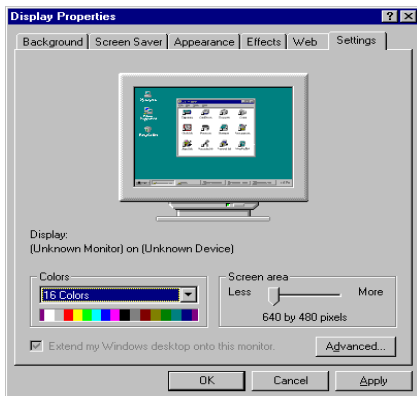 Display Properties
Background Screen Saver Appearance Effects Web Settings
Display:
(Unknown Monitor) on (Unknown Device)
Colors
16 Colors
Screen area
Less More
640 by 480 pixels
Extend my Windows desktop onto this monitor.
Advanced...
OK Cancel Apply